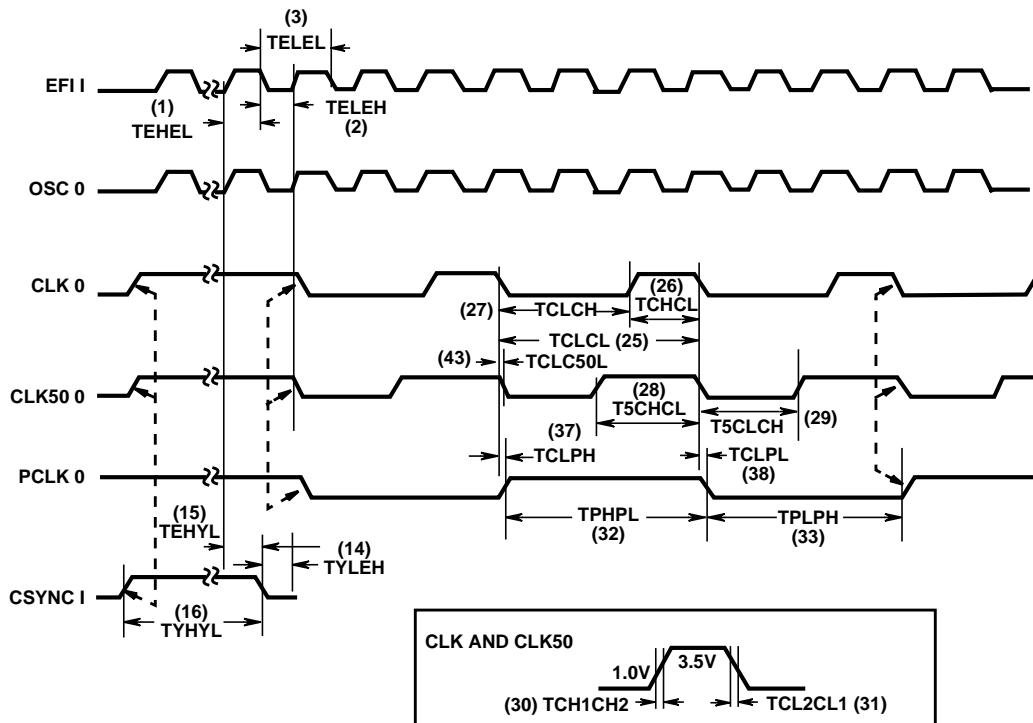 (3)
TELEL
EFI I
(1)
TEHEL
TELEH
(2)
OSC 0
CLK 0
(27)
TCLCH
(26)
TCHCL
TCLCL (25)
(43)
TCLC50L
CLK50 0
(28)
T5CHCL
T5CLCH
(29)
(37)
TCLPH
TCLPL
(38)
PCLK 0
(15)
TEHYL
TPHPL
(32)
TPLPH
(33)
(14)
TYLEH
CSYNC I
(16)
TYHYL
CLK AND CLK50
1.0V
3.5V
(30) TCH1CH2
TCL2CL1 (31)